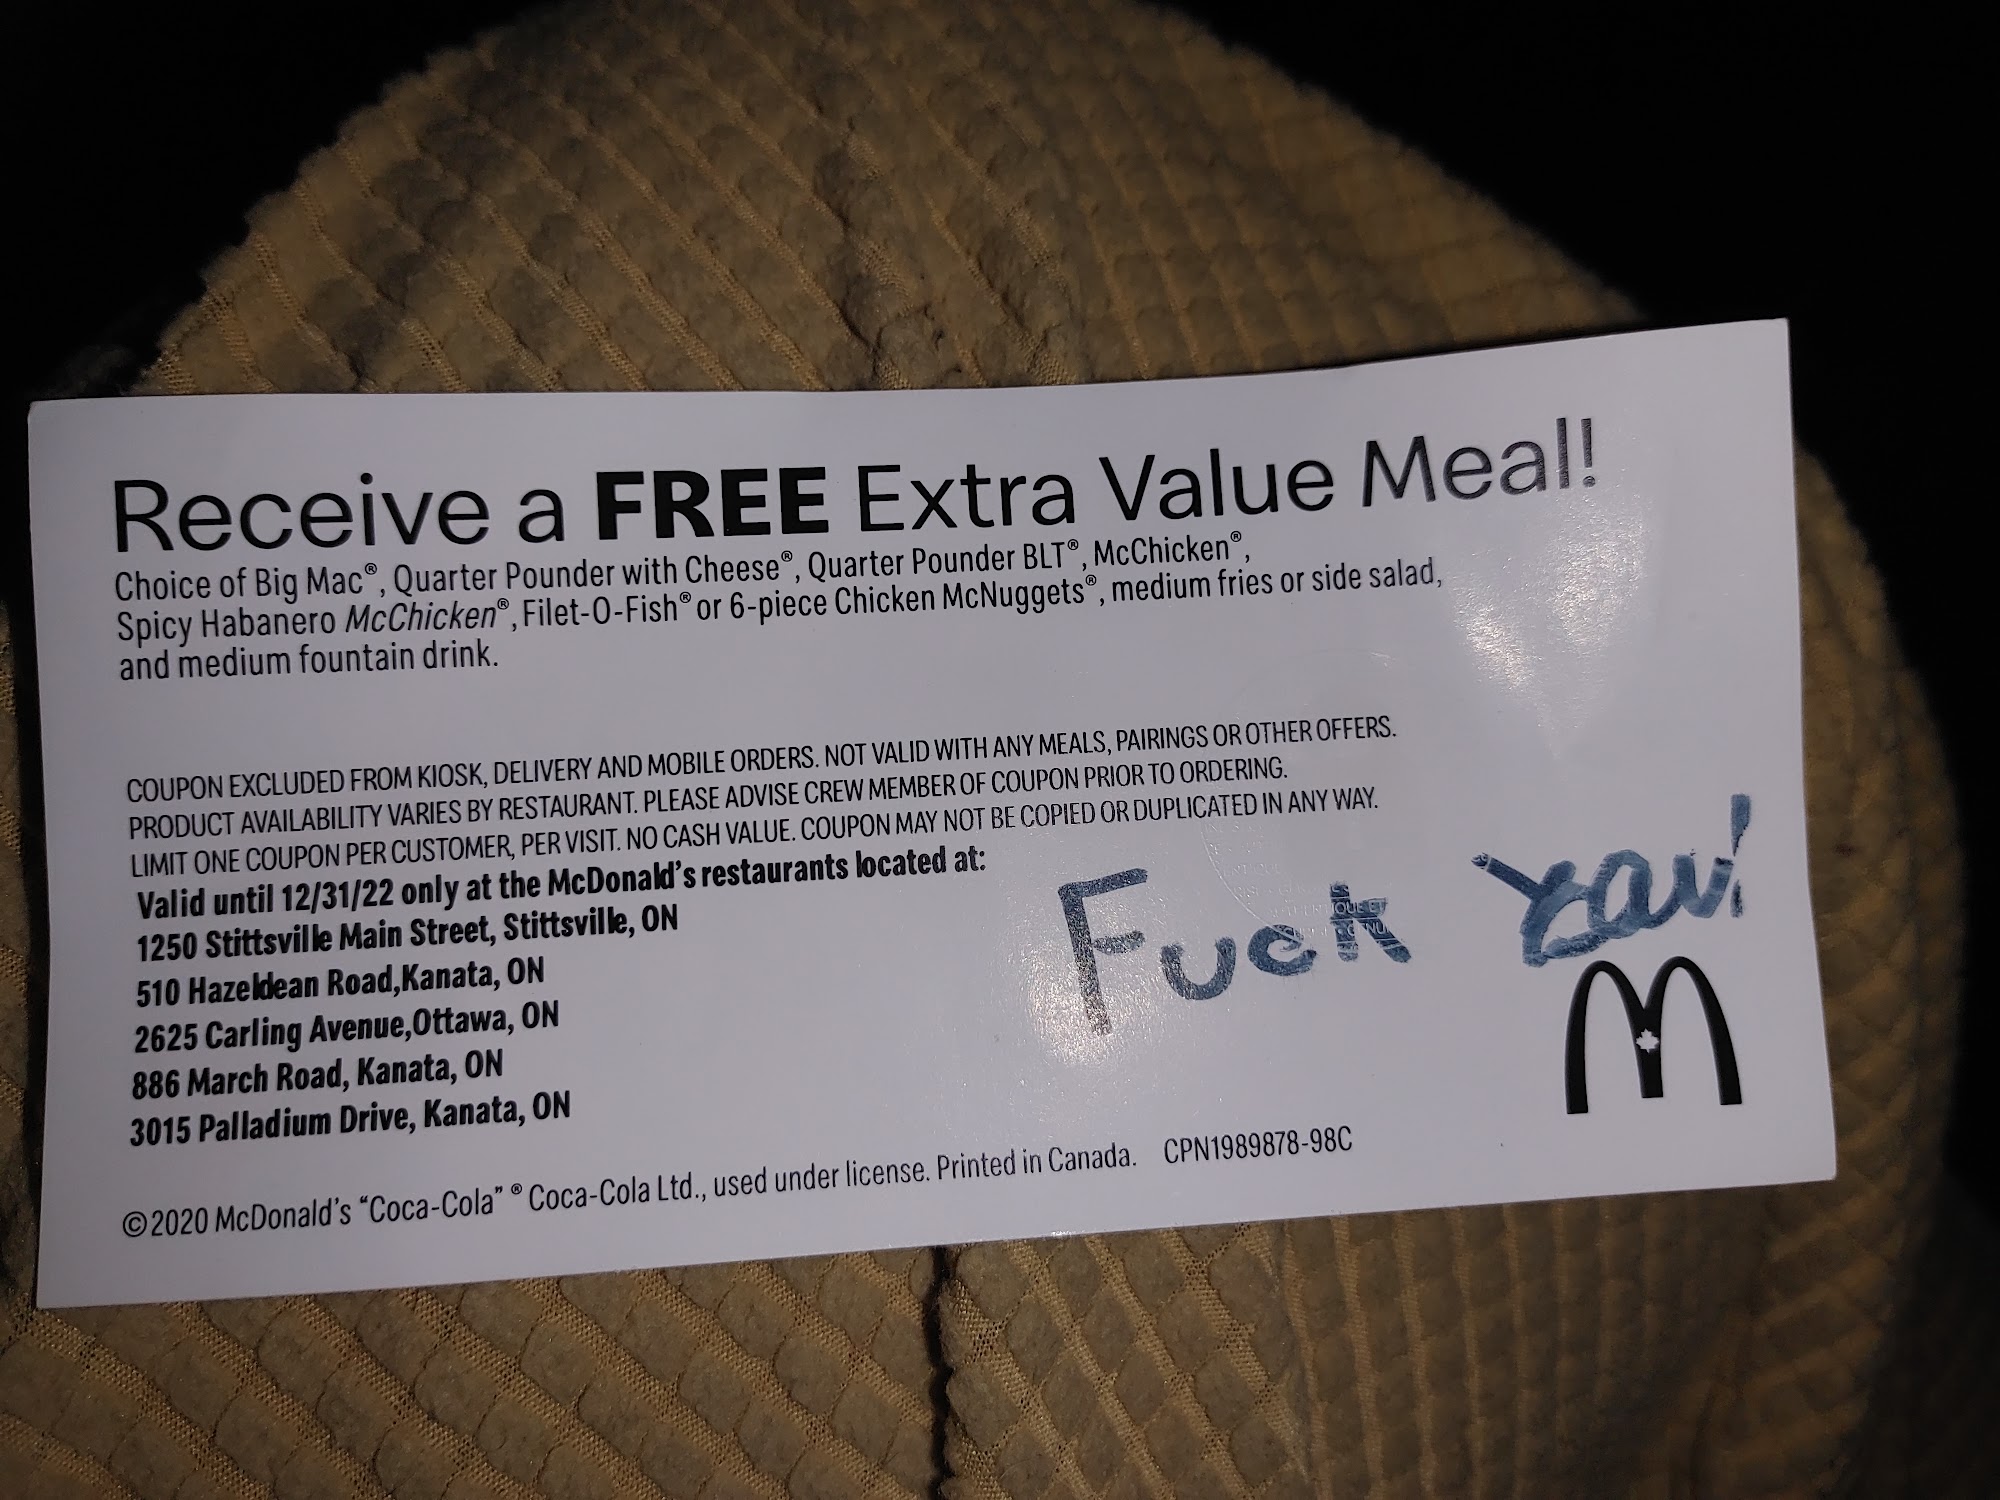 Receive a FREE Extra Value Meal!
Choice of Big Mac®, Quarter Pounder with Cheese®, Quarter Pounder BLT®, McChicken®,
Spicy Habanero McChicken®, Filet-O-Fish® or 6-piece Chicken McNuggets®, medium fries or side salad,
and medium fountain drink.
COUPON EXCLUDED FROM KIOSK, DELIVERY AND MOBILE ORDERS. NOT VALID WITH ANY MEALS, PAIRINGS OR OTHER OFFERS.
PRODUCT AVAILABILITY VARIES BY RESTAURANT. PLEASE ADVISE CREW MEMBER OF COUPON PRIOR TO ORDERING.
LIMIT ONE COUPON PER CUSTOMER, PER VISIT. NO CASH VALUE. COUPON MAY NOT BE COPIED OR DUPLICATED IN ANY WAY.
Valid until 12/31/22 only at the McDonald's restaurants located at:
1250 Stittsville Main Street, Stittsville, ON
510 Hazeldean Road,Kanata, ON
2625 Carling Avenue,Ottawa, ON
886 March Road, Kanata, ON
3015 Palladium Drive, Kanata, ON
Fuck
©2020 McDonald's "Coca-Cola" ® Coca-Cola Ltd., used under license. Printed in Canada. CPN1989878-98C